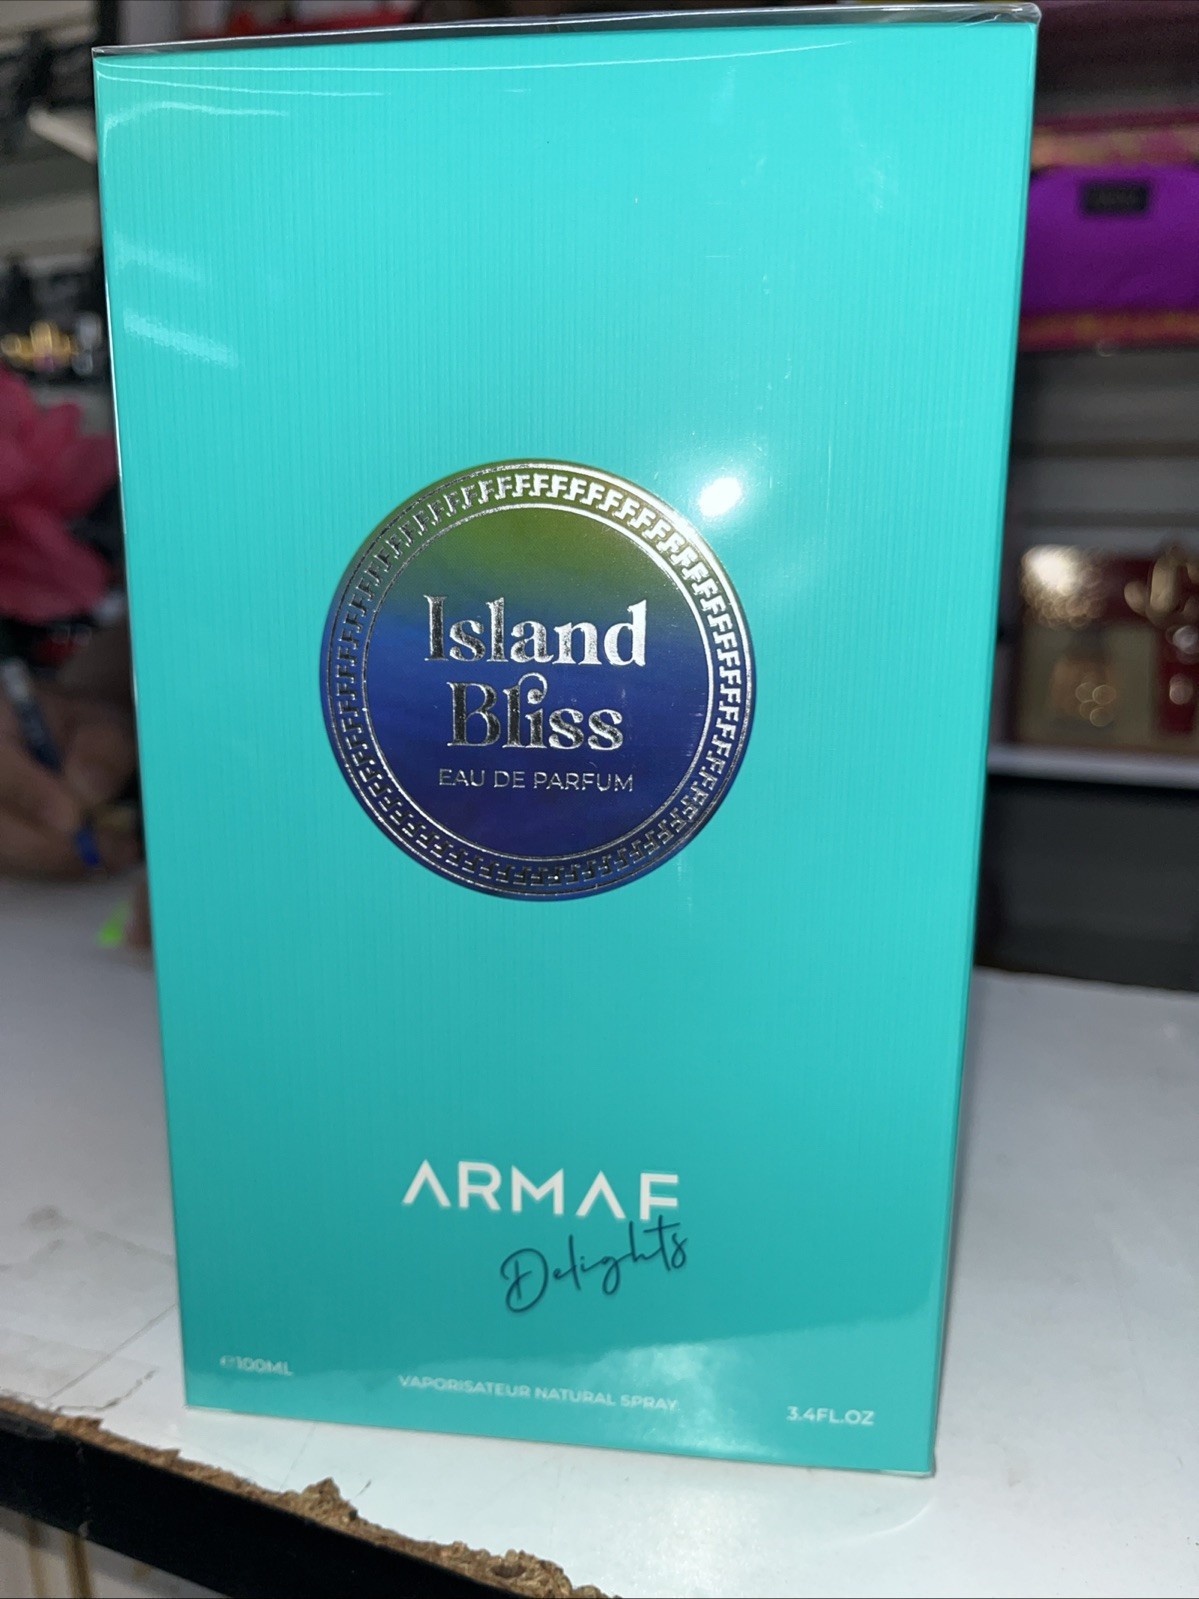 Island
Bliss
EAU DE PARFUM
ARMAF
Delights
℮100ML
VAPORISATEUR NATURAL SPRAY
3.4FL.OZ